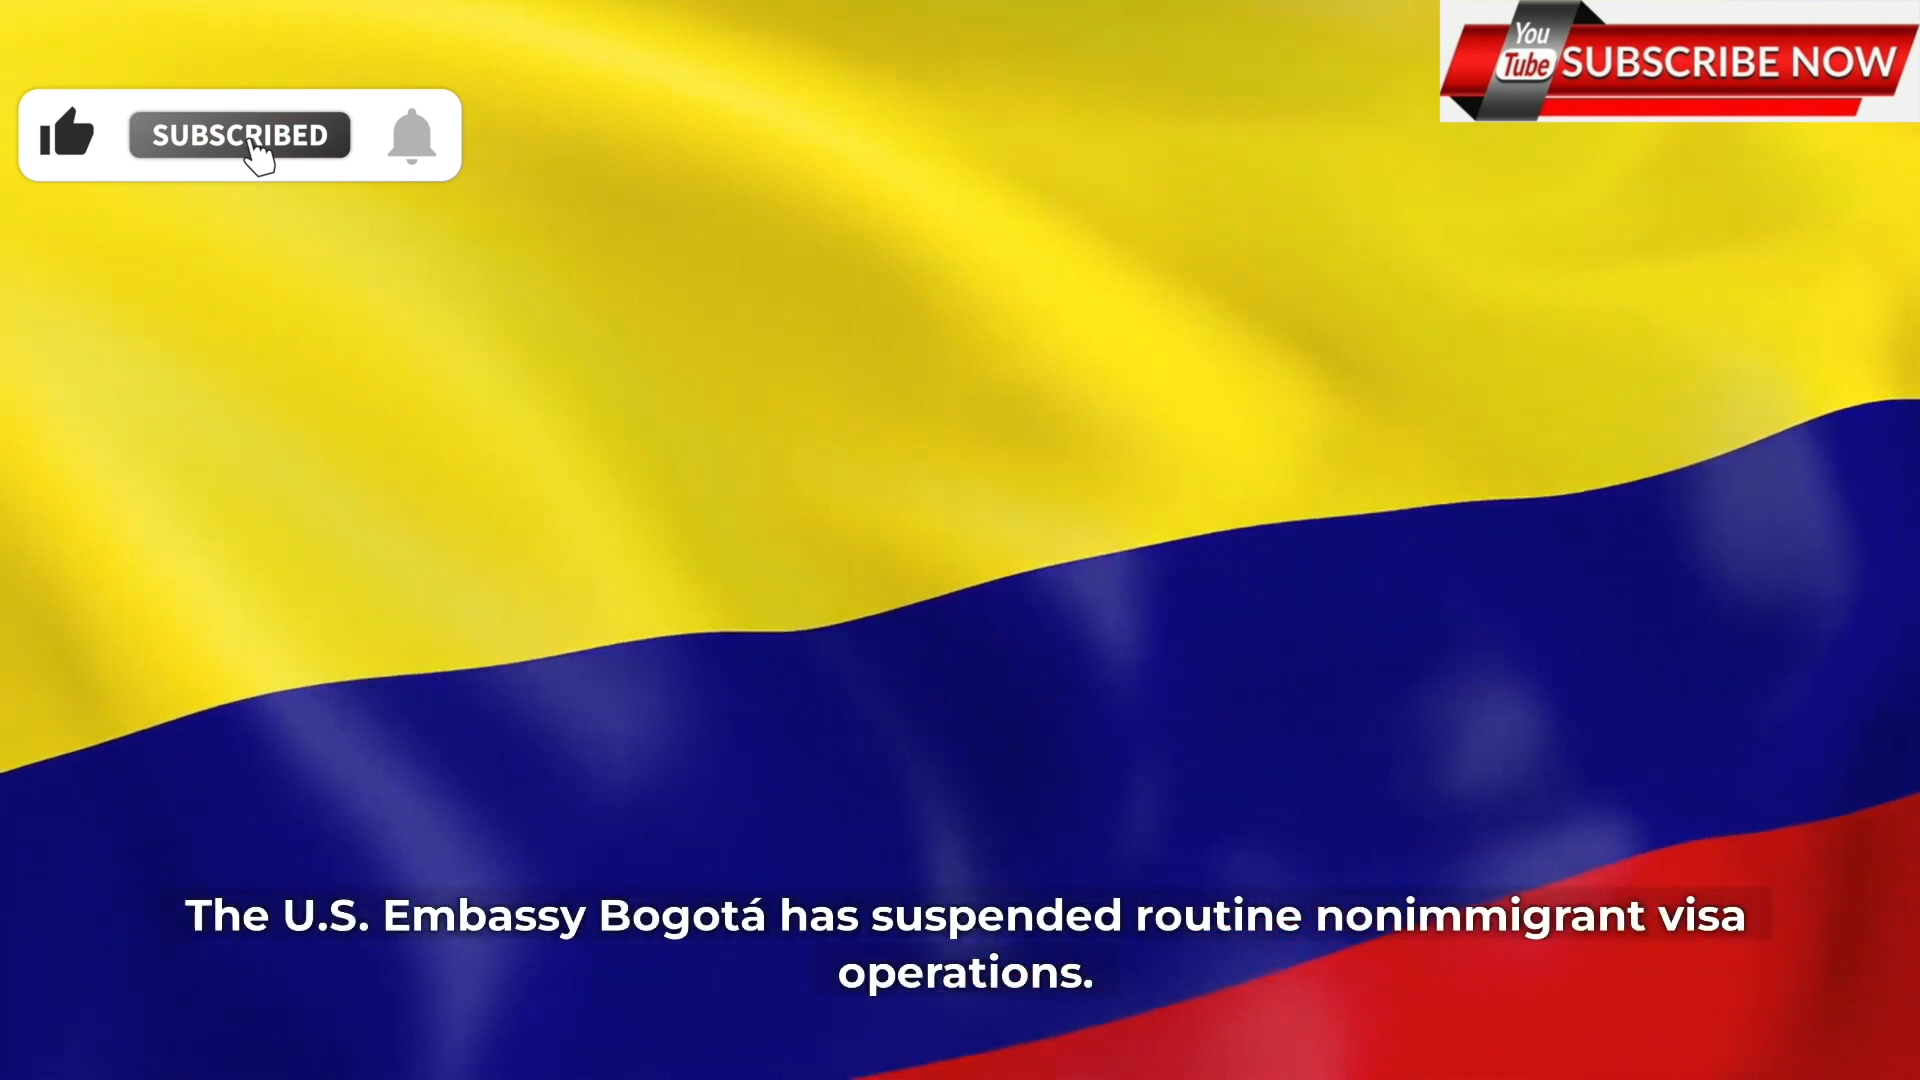 You
Tube SUBSCRIBE NOW
SUBSCRIBED
The U.S. Embassy Bogotá has suspended routine nonimmigrant visa
operations.